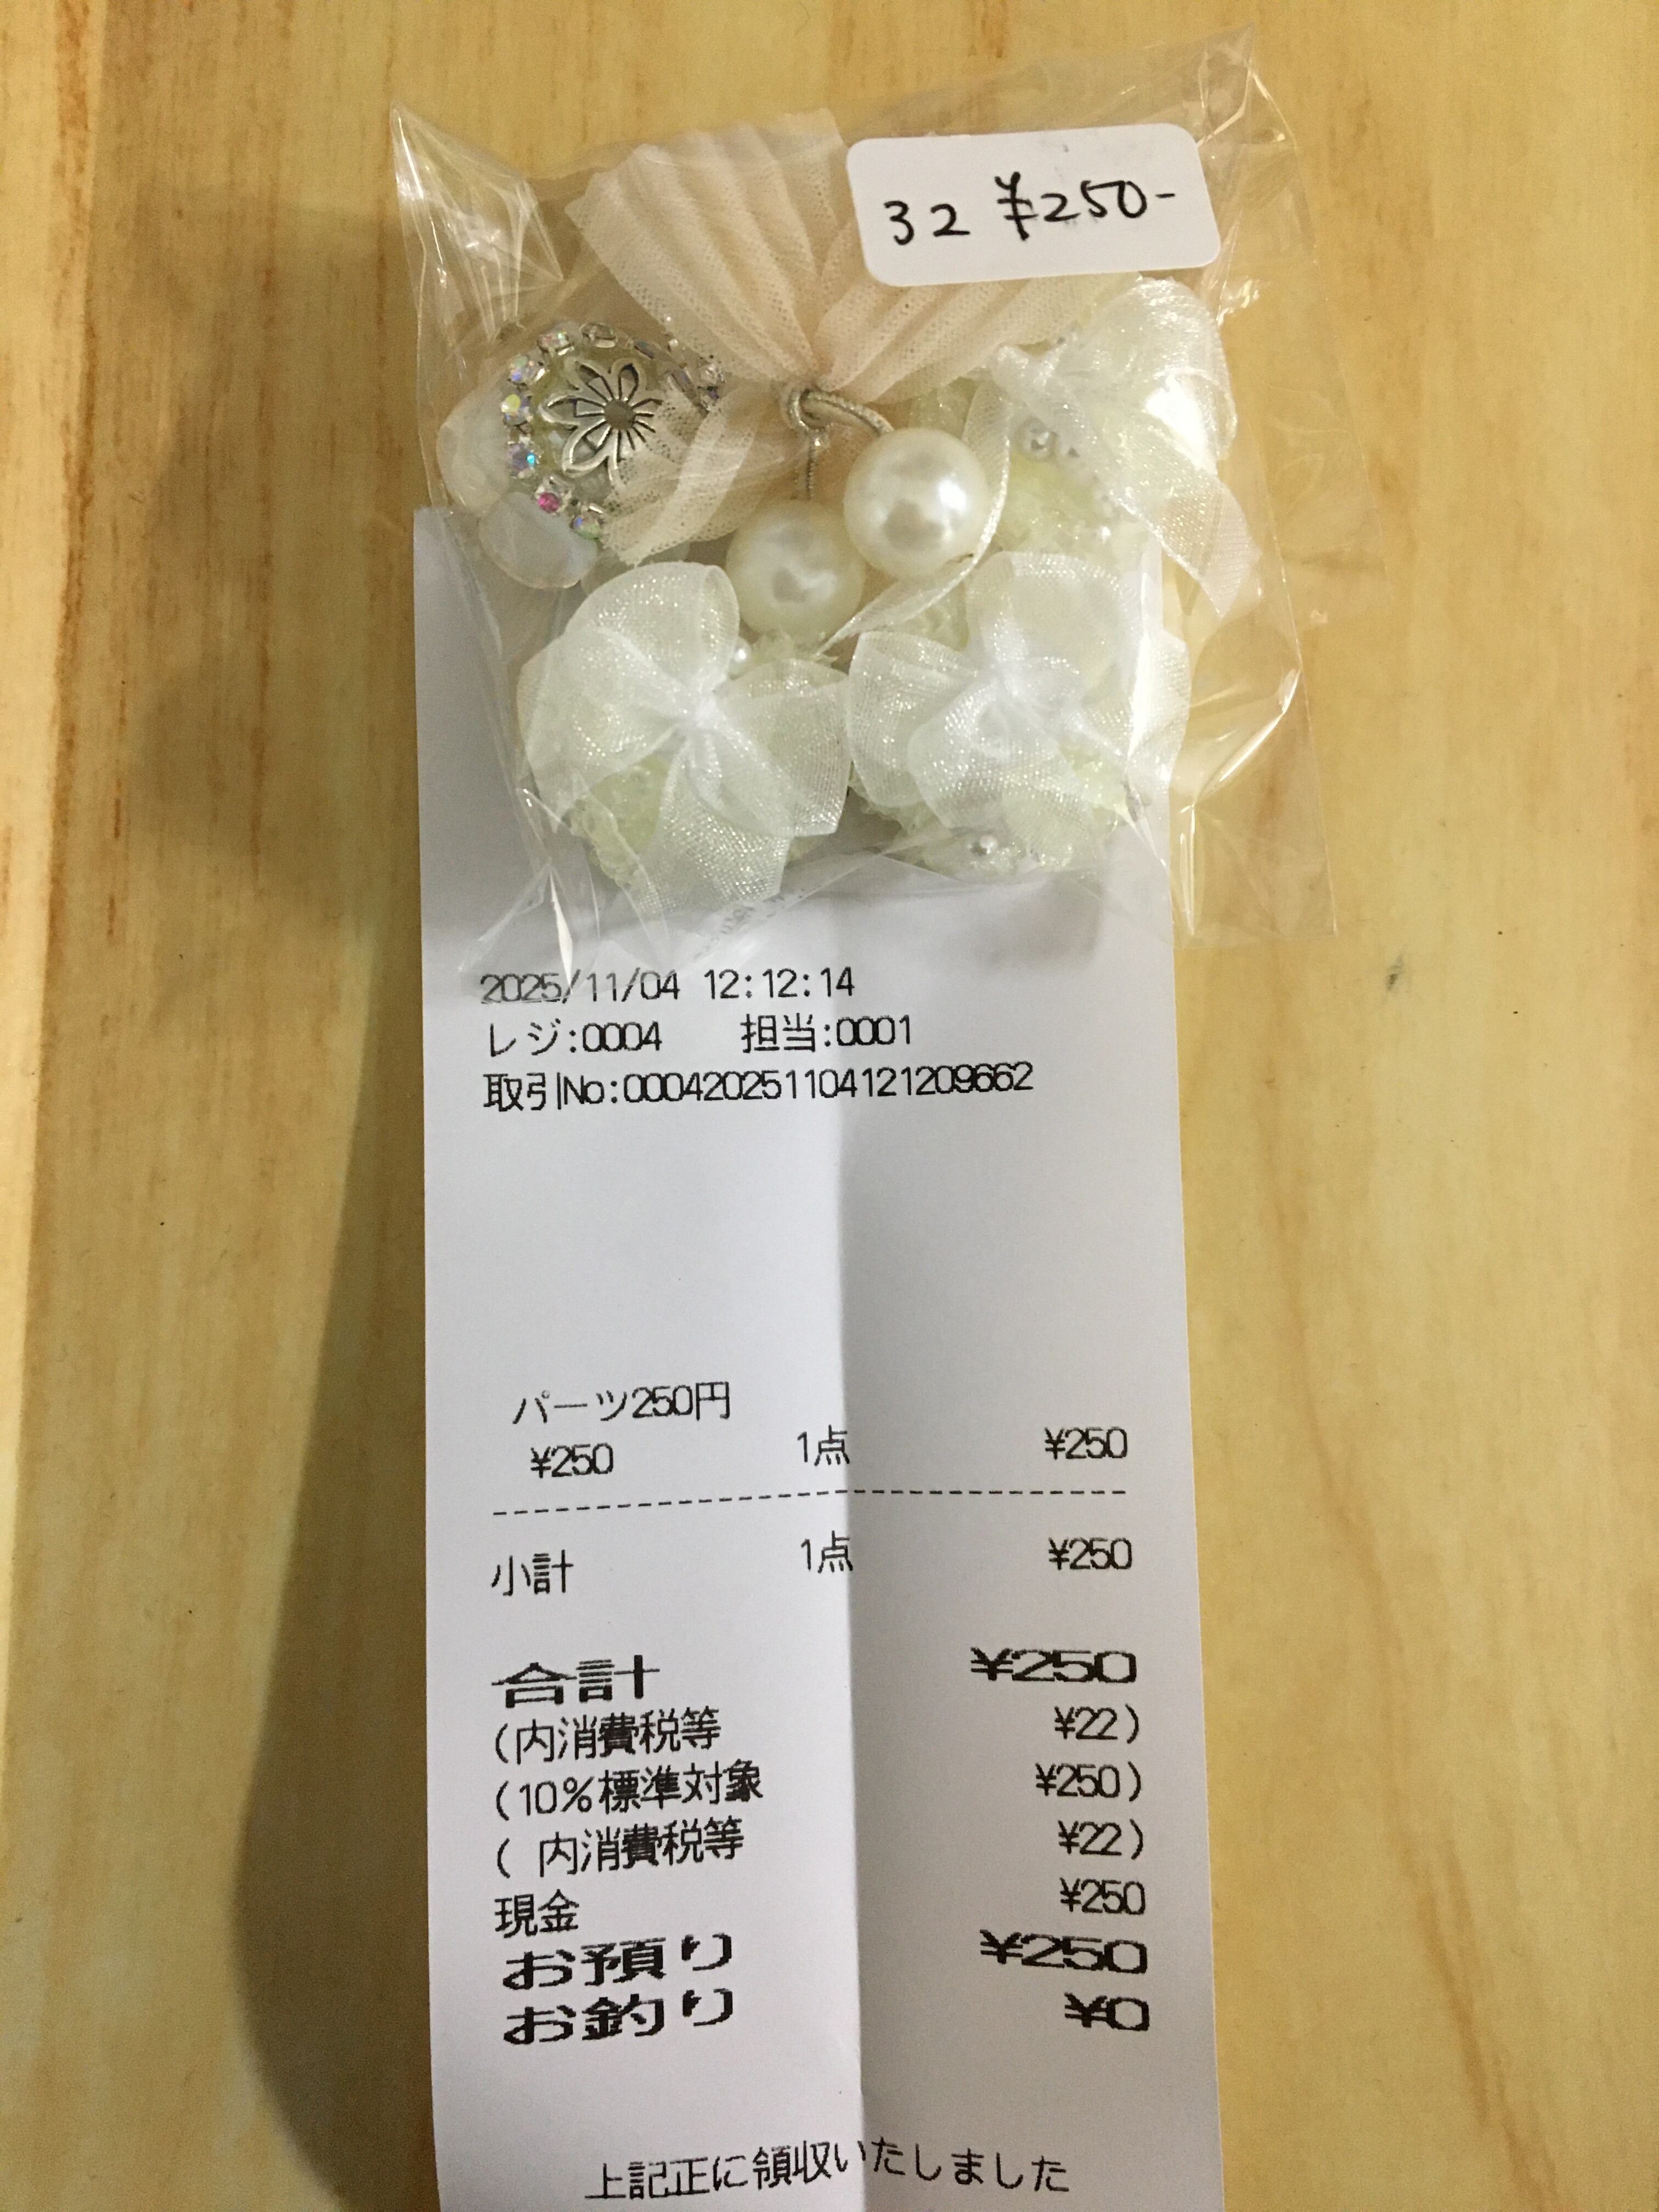 32 ¥250-
2025/11/04 12:12:14
レジ:0004 担当:0001
取引No:000420251104121209662
パーツ250円
¥250 1点 ¥250
小計 1点 ¥250
合計 ¥250
(内消費税等 ¥22)
(10%標準対象 ¥250)
( 内消費税等 ¥22)
現金 ¥250
お預り ¥250
お釣り ¥0
上記正に領収いたしました